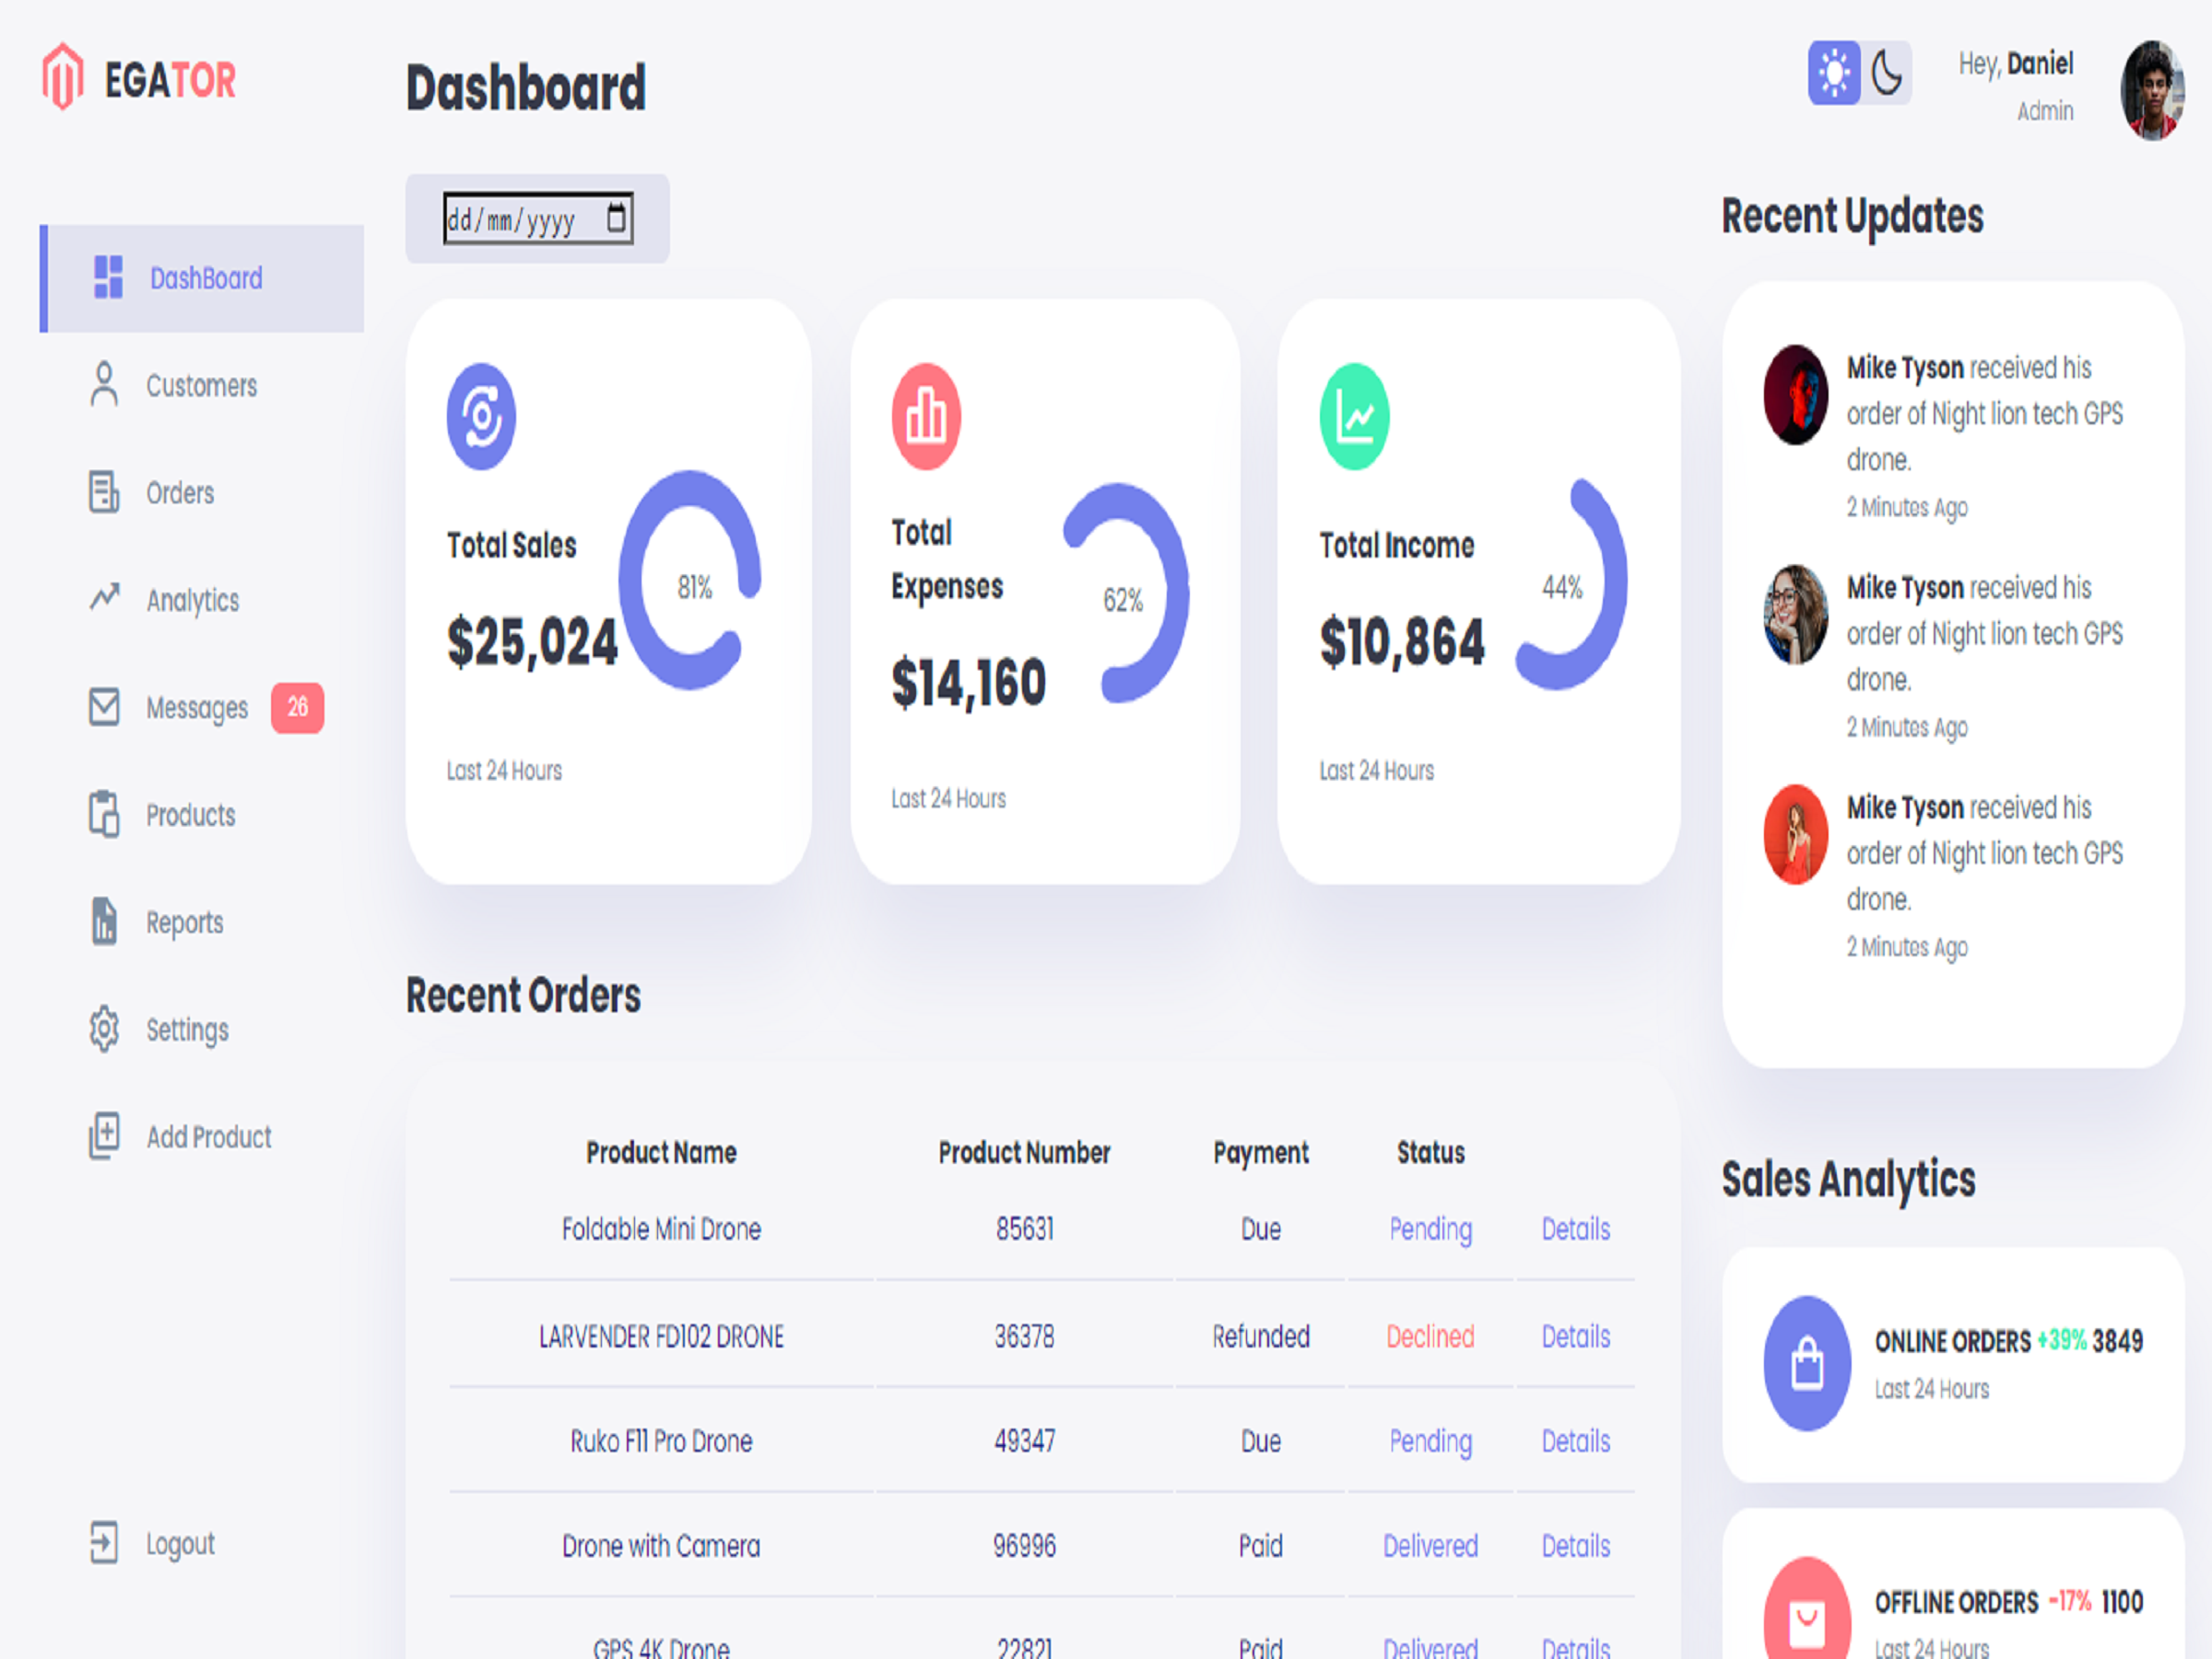 EGATOR
DashBoard
Customers
Orders
Analytics
Messages 26
Products
Reports
Settings
Add Product
Logout
Dashboard
dd/mm/yyyy
Total Sales
$25,024
81%
Last 24 Hours
Total
Expenses
$14,160
62%
Last 24 Hours
Total Income
$10,864
44%
Last 24 Hours
Recent Orders
Product Name Product Number Payment Status
Foldable Mini Drone 85631 Due Pending Details
LARVENDER FD102 DRONE 36378 Refunded Declined Details
Ruko F11 Pro Drone 49347 Due Pending Details
Drone with Camera 96996 Paid Delivered Details
GPS 4K Drone 22821 Paid Delivered Details
Hey, Daniel
Admin
Recent Updates
Mike Tyson received his
order of Night lion tech GPS
drone.
2 Minutes Ago
Mike Tyson received his
order of Night lion tech GPS
drone.
2 Minutes Ago
Mike Tyson received his
order of Night lion tech GPS
drone.
2 Minutes Ago
Sales Analytics
ONLINE ORDERS +39% 3849
Last 24 Hours
OFFLINE ORDERS -17% 1100
Last 24 Hours